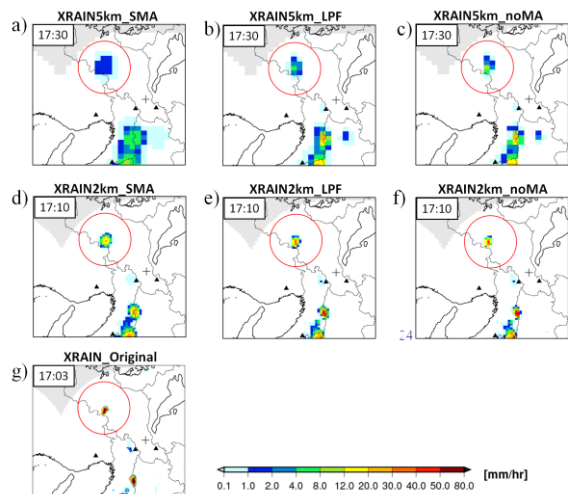 a) XRAIN5km_SMA
17:30
b) XRAIN5km_LPF
17:30
c) XRAIN5km_noMA
17:30
d) XRAIN2km_SMA
17:10
e) XRAIN2km_LPF
17:10
f) XRAIN2km_noMA
17:10
z4
g) XRAIN_Original
17:03
[mm/hr]
0.1 1.0 2.0 4.0 8.0 12.0 20.0 30.0 40.0 50.0 80.0